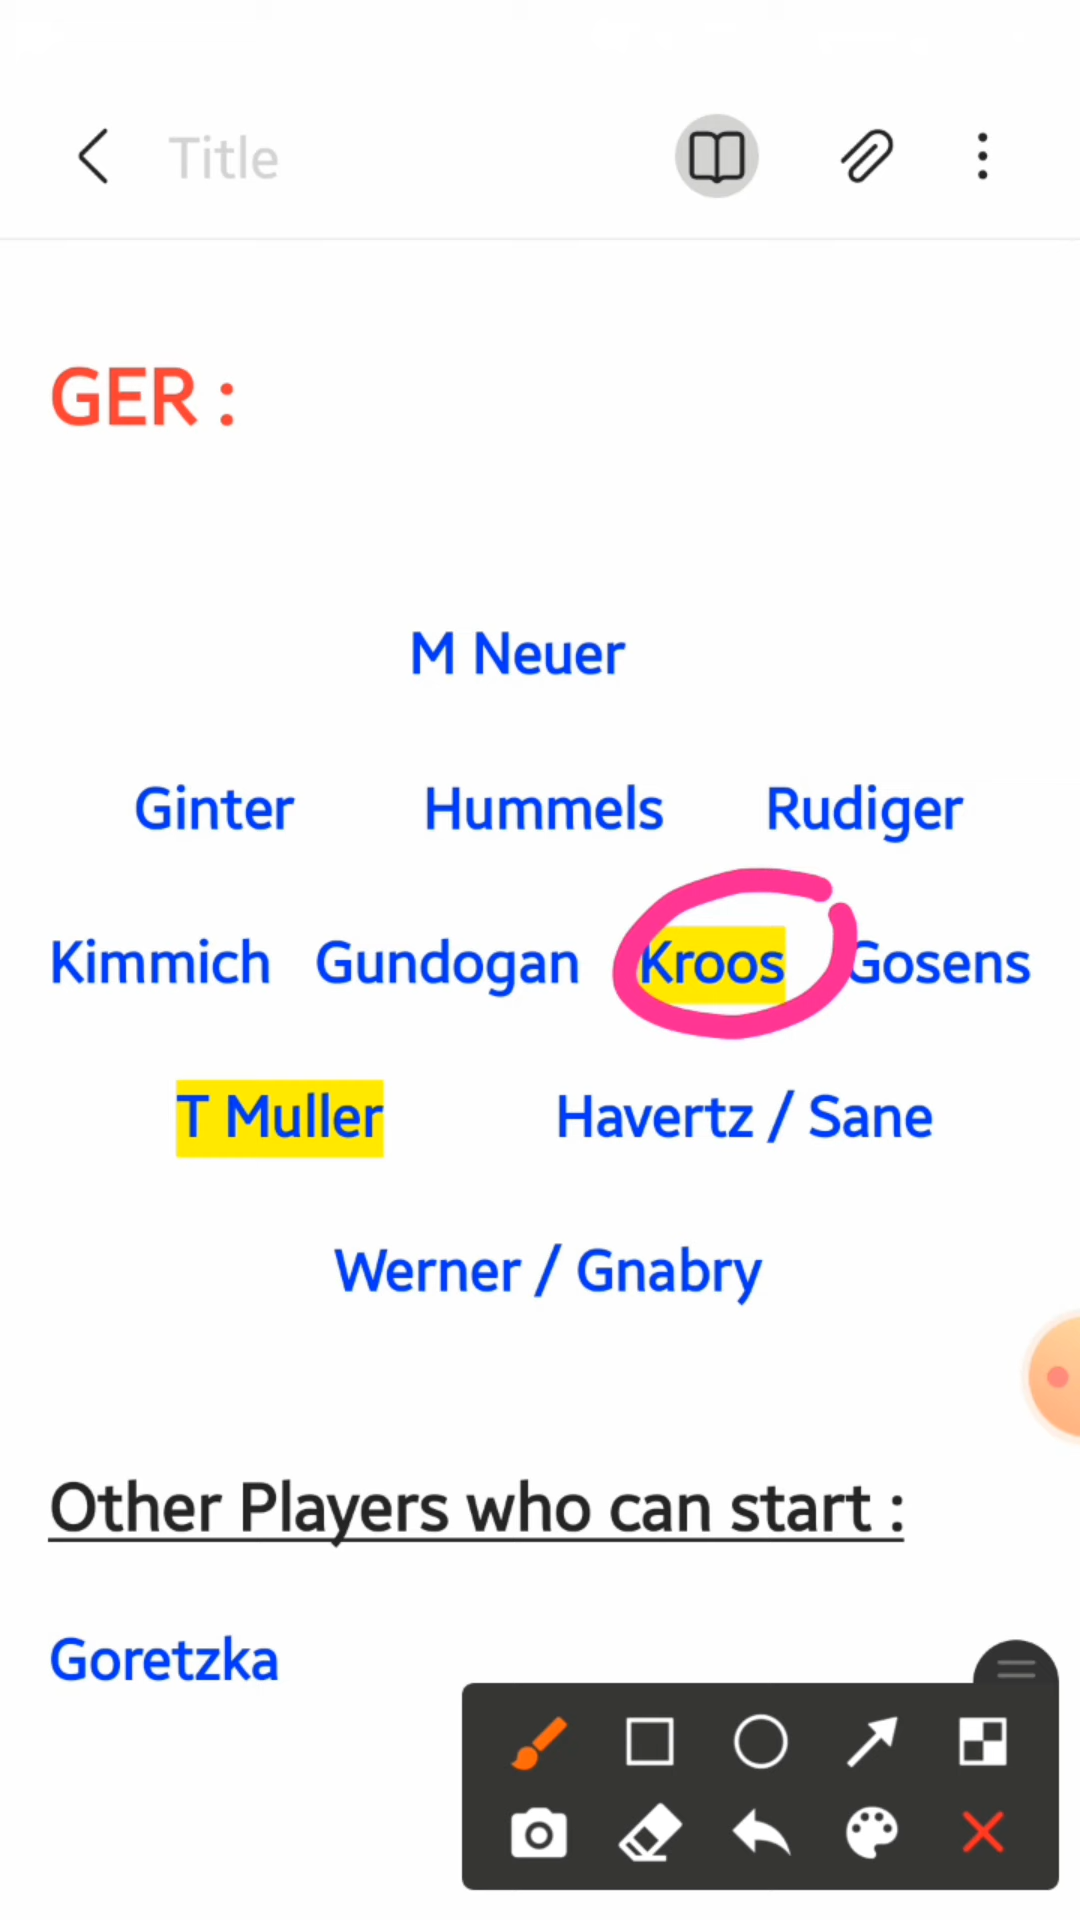 Title
GER :
M Neuer
Ginter Hummels Rudiger
Kimmich Gundogan Kroos Gosens
T Muller Havertz / Sane
Werner / Gnabry
Other Players who can start :
Goretzka